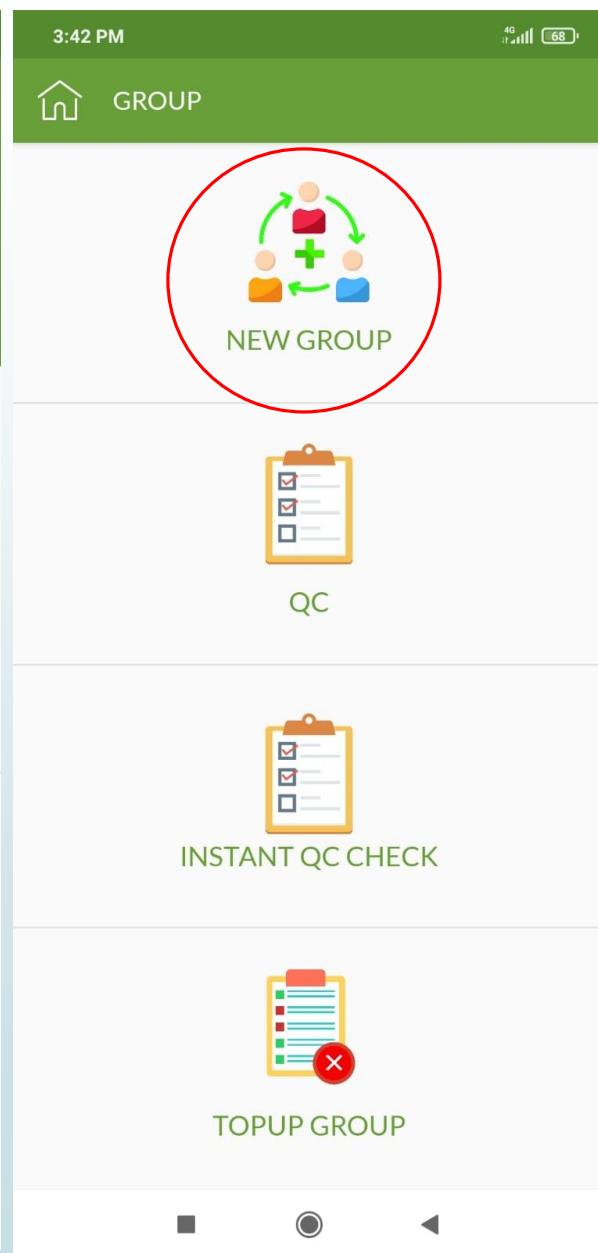 3:42 PM 4G 68
GROUP
NEW GROUP
QC
INSTANT QC CHECK
TOPUP GROUP